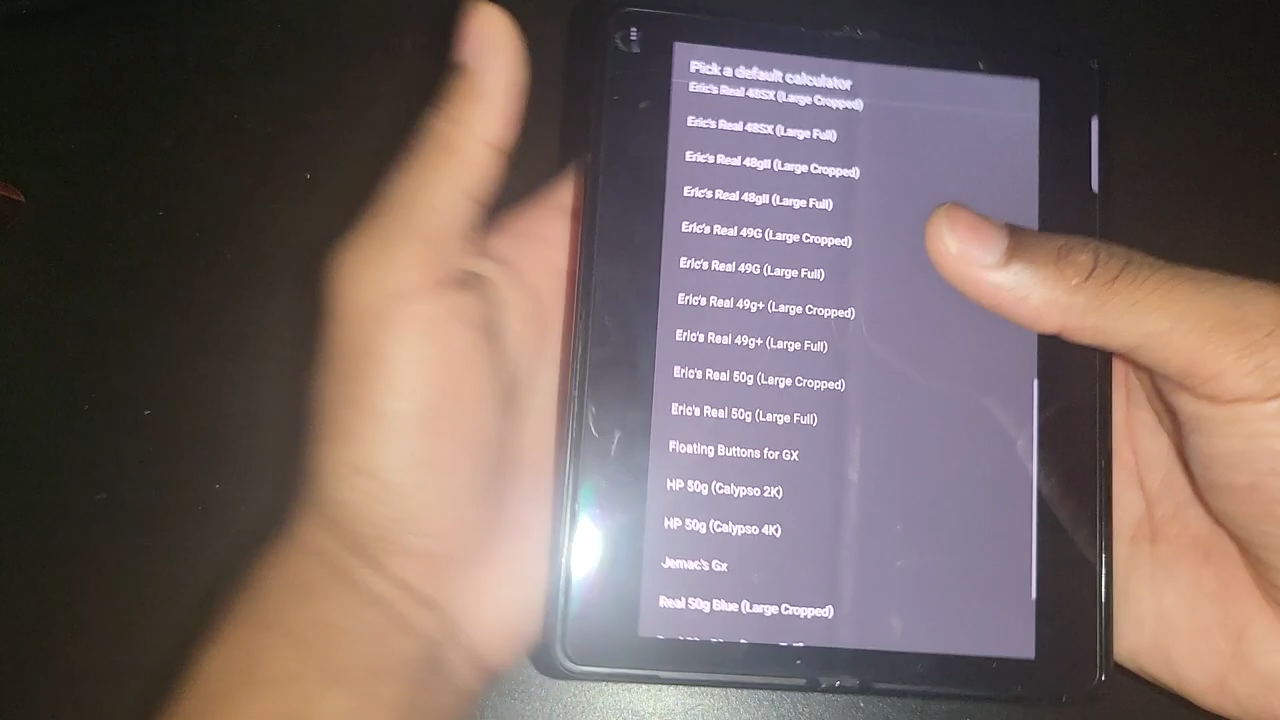 Pick a default calculator
Eric's Real 48SX (Large Cropped)
Eric's Real 48SX (Large Full)
Eric's Real 48gII (Large Cropped)
Eric's Real 48gII (Large Full)
Eric's Real 49G (Large Cropped)
Eric's Real 49G (Large Full)
Eric's Real 49g+ (Large Cropped)
Eric's Real 49g+ (Large Full)
Eric's Real 50g (Large Cropped)
Eric's Real 50g (Large Full)
Floating Buttons for GX
HP 50g (Calypso 2K)
HP 50g (Calypso 4K)
Jemac's Gx
Real 50g Blue (Large Cropped)